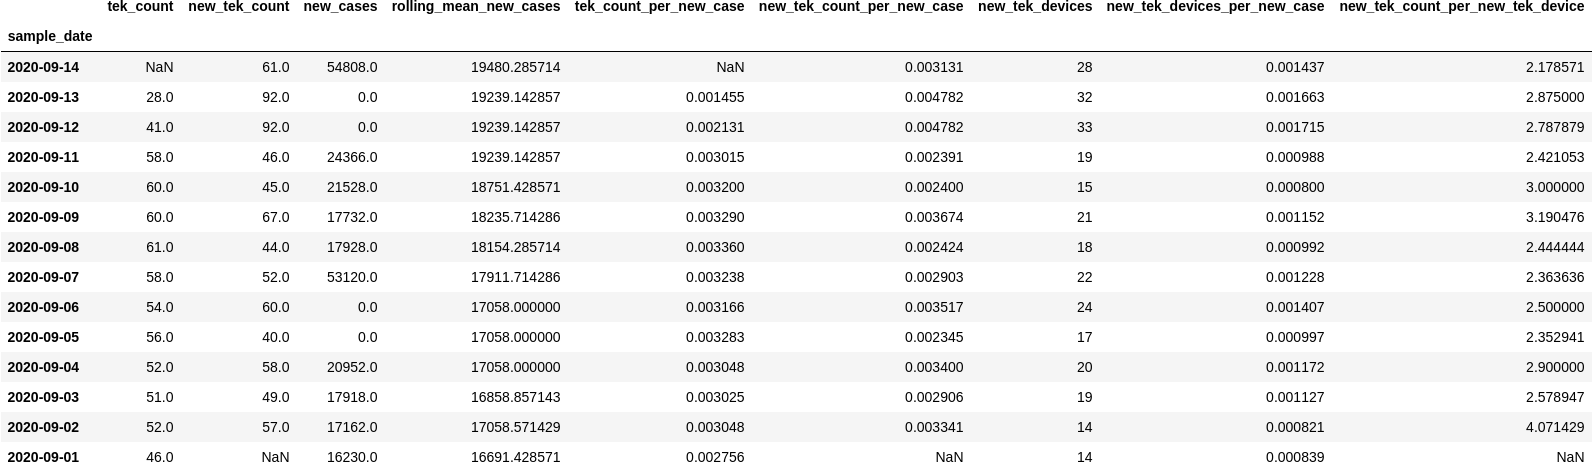 tek_count new_tek_count new_cases rolling_mean_new_cases tek_count_per_new_case new_tek_count_per_new_case new_tek_devices new_tek_devices_per_new_case new_tek_count_per_new_tek_device
sample_date
2020-09-14 NaN 61.0 54808.0 19480.285714 NaN 0.003131 28 0.001437 2.178571
2020-09-13 28.0 92.0 0.0 19239.142857 0.001455 0.004782 32 0.001663 2.875000
2020-09-12 41.0 92.0 0.0 19239.142857 0.002131 0.004782 33 0.001715 2.787879
2020-09-11 58.0 46.0 24366.0 19239.142857 0.003015 0.002391 19 0.000988 2.421053
2020-09-10 60.0 45.0 21528.0 18751.428571 0.003200 0.002400 15 0.000800 3.000000
2020-09-09 60.0 67.0 17732.0 18235.714286 0.003290 0.003674 21 0.001152 3.190476
2020-09-08 61.0 44.0 17928.0 18154.285714 0.003360 0.002424 18 0.000992 2.444444
2020-09-07 58.0 52.0 53120.0 17911.714286 0.003238 0.002903 22 0.001228 2.363636
2020-09-06 54.0 60.0 0.0 17058.000000 0.003166 0.003517 24 0.001407 2.500000
2020-09-05 56.0 40.0 0.0 17058.000000 0.003283 0.002345 17 0.000997 2.352941
2020-09-04 52.0 58.0 20952.0 17058.000000 0.003048 0.003400 20 0.001172 2.900000
2020-09-03 51.0 49.0 17918.0 16858.857143 0.003025 0.002906 19 0.001127 2.578947
2020-09-02 52.0 57.0 17162.0 17058.571429 0.003048 0.003341 14 0.000821 4.071429
2020-09-01 46.0 NaN 16230.0 16691.428571 0.002756 NaN 14 0.000839 NaN